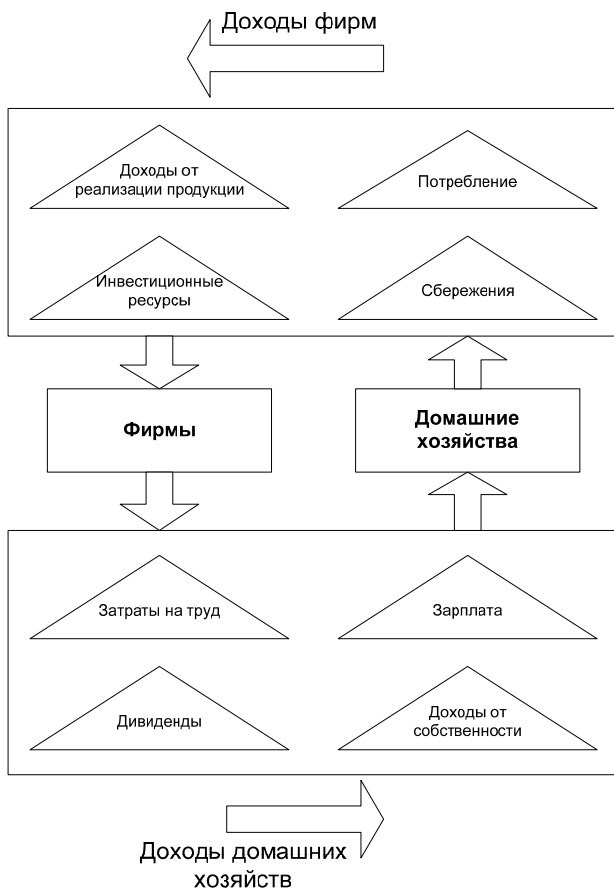 Доходы фирм
Доходы от
реализации продукции
Потребление
Инвестиционные
ресурсы
Сбережения
Фирмы
Домашние
хозяйства
Затраты на труд
Зарплата
Дивиденды
Доходы от
собственности
Доходы домашних
хозяйств